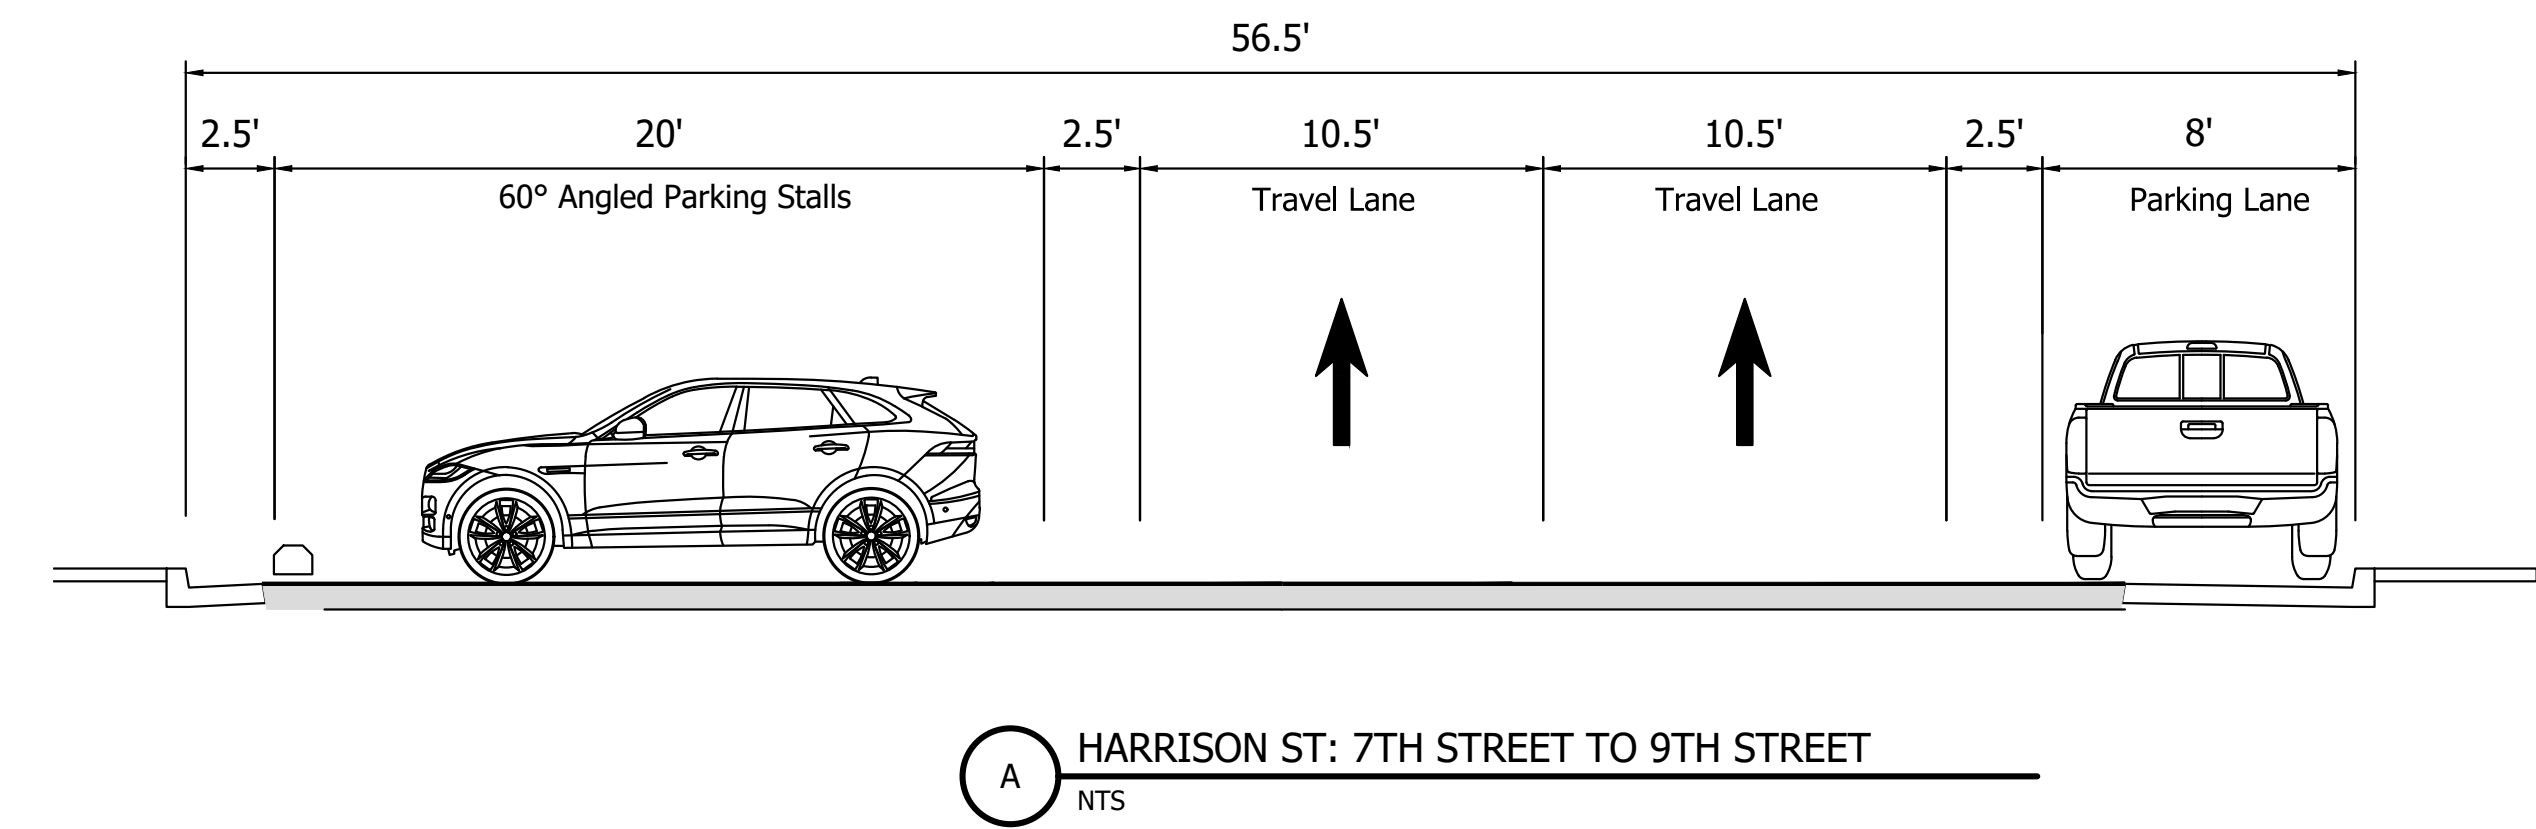 56.5'
2.5' 20' 2.5' 10.5' 10.5' 2.5' 8'
60° Angled Parking Stalls Travel Lane Travel Lane Parking Lane
A
HARRISON ST: 7TH STREET TO 9TH STREET
NTS